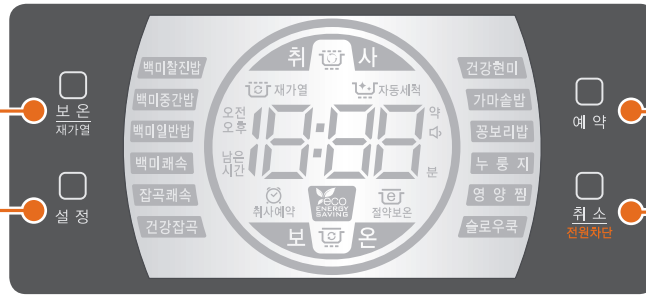 취 사
백미찰진밥
백미중간밥
백미일반밥
백미쾌속
잡곡쾌속
건강잡곡
재가열
자동세척
오전
오후
18:88
약
분
남은
시간
취사예약
eco
ENERGY
SAVING
절약보온
보 온
건강현미
가마솥밥
꽁보리밥
누 룽 지
영 양 찜
슬로우쿡
보 온
재가열
설 정
예 약
취 소
전원차단